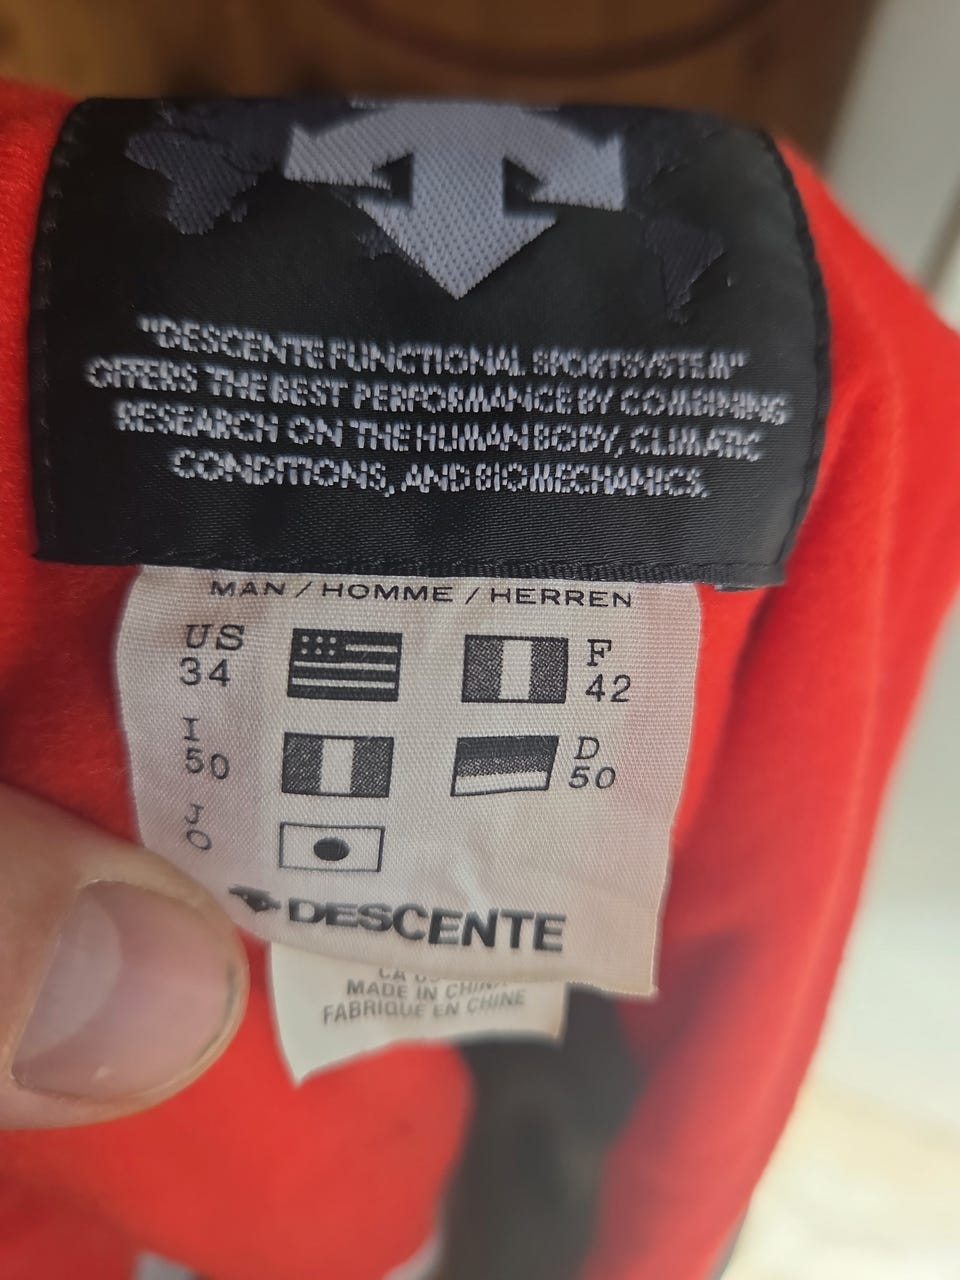 "DESCENTE FUNCTIONAL SPORTSYSTEM"
OFFERS THE BEST PERFORMANCE BY COMBINING
RESEARCH ON THE HUMAN BODY, CLIMATIC
CONDITIONS, AND BIOMECHANICS.
MAN / HOMME / HERREN
US 34
F 42
I 50
D 50
J O
DESCENTE
CA
MADE IN CHINA
FABRIQUE EN CHINE